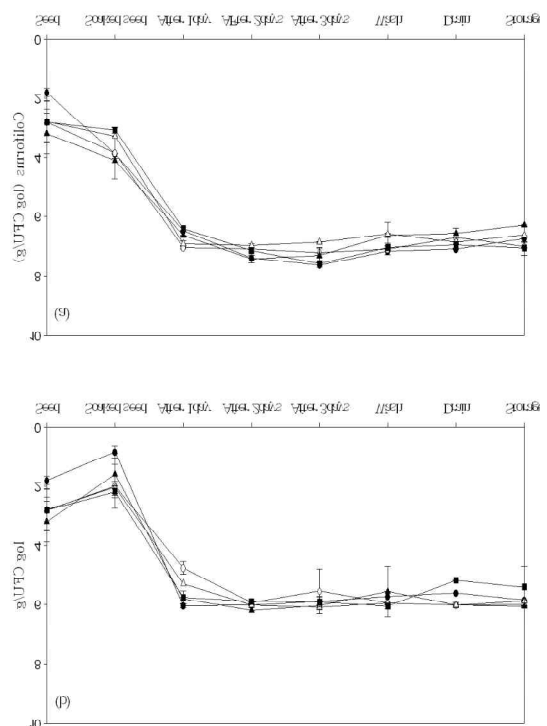 Seed Soaked seed After 1day After 2days After 3days Wash Drain Storage
0
2
4
6
8
10
Coliforms (log CFU/g)
(a)
Seed Soaked seed After 1day After 2days After 3days Wash Drain Storage
0
2
4
6
8
10
log CFU/g
(b)